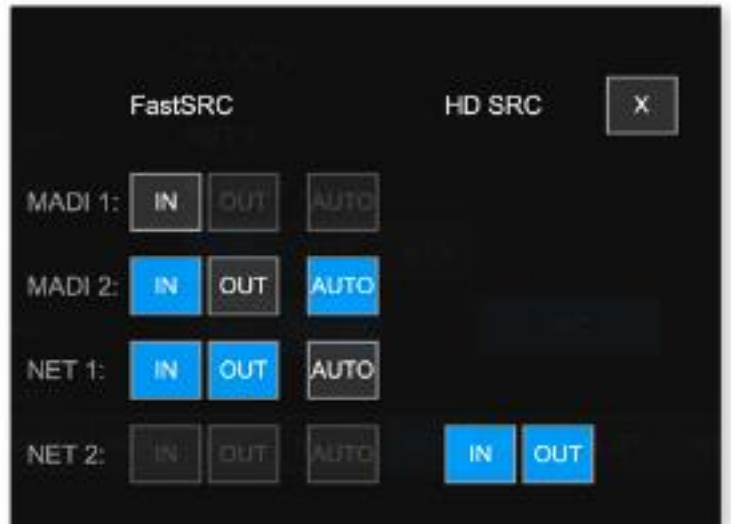 FastSRC HD SRC X
MADI 1: IN OUT AUTO
MADI 2: IN OUT AUTO
NET 1: IN OUT AUTO
NET 2: IN OUT AUTO IN OUT